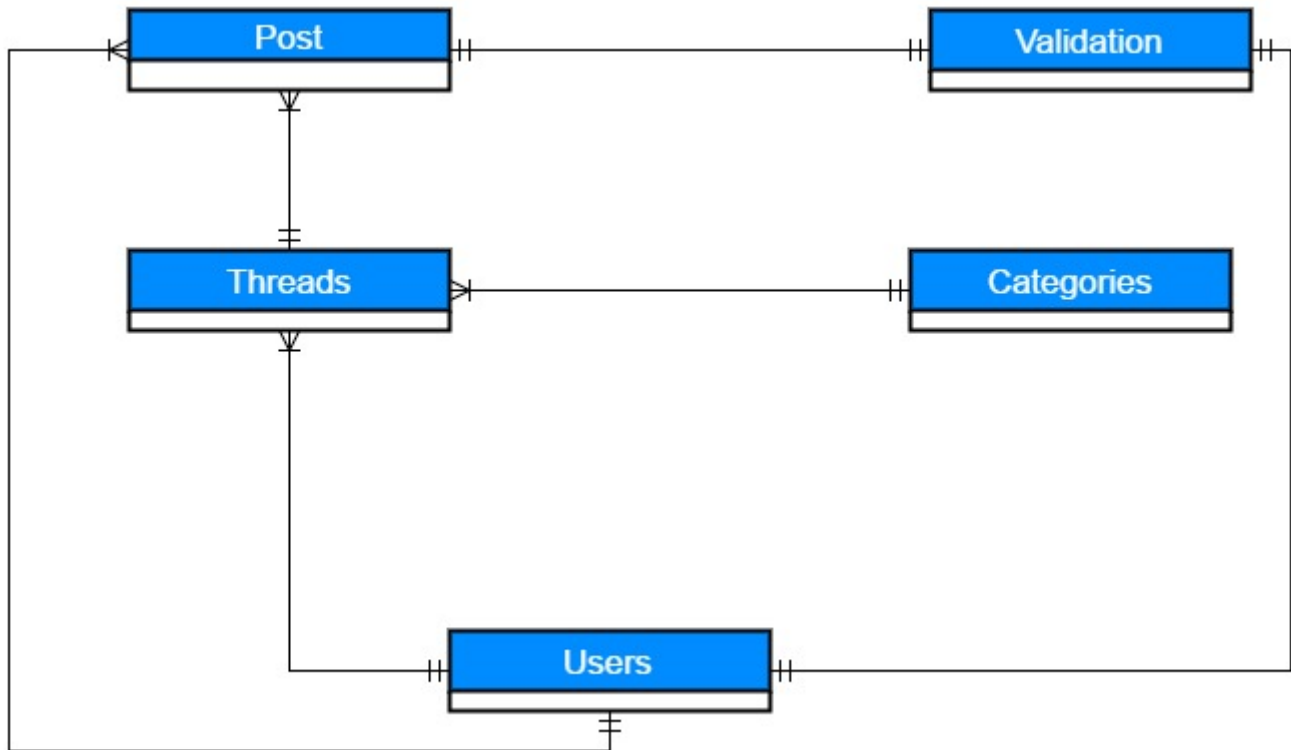 Post
Validation
Threads
Categories
Users